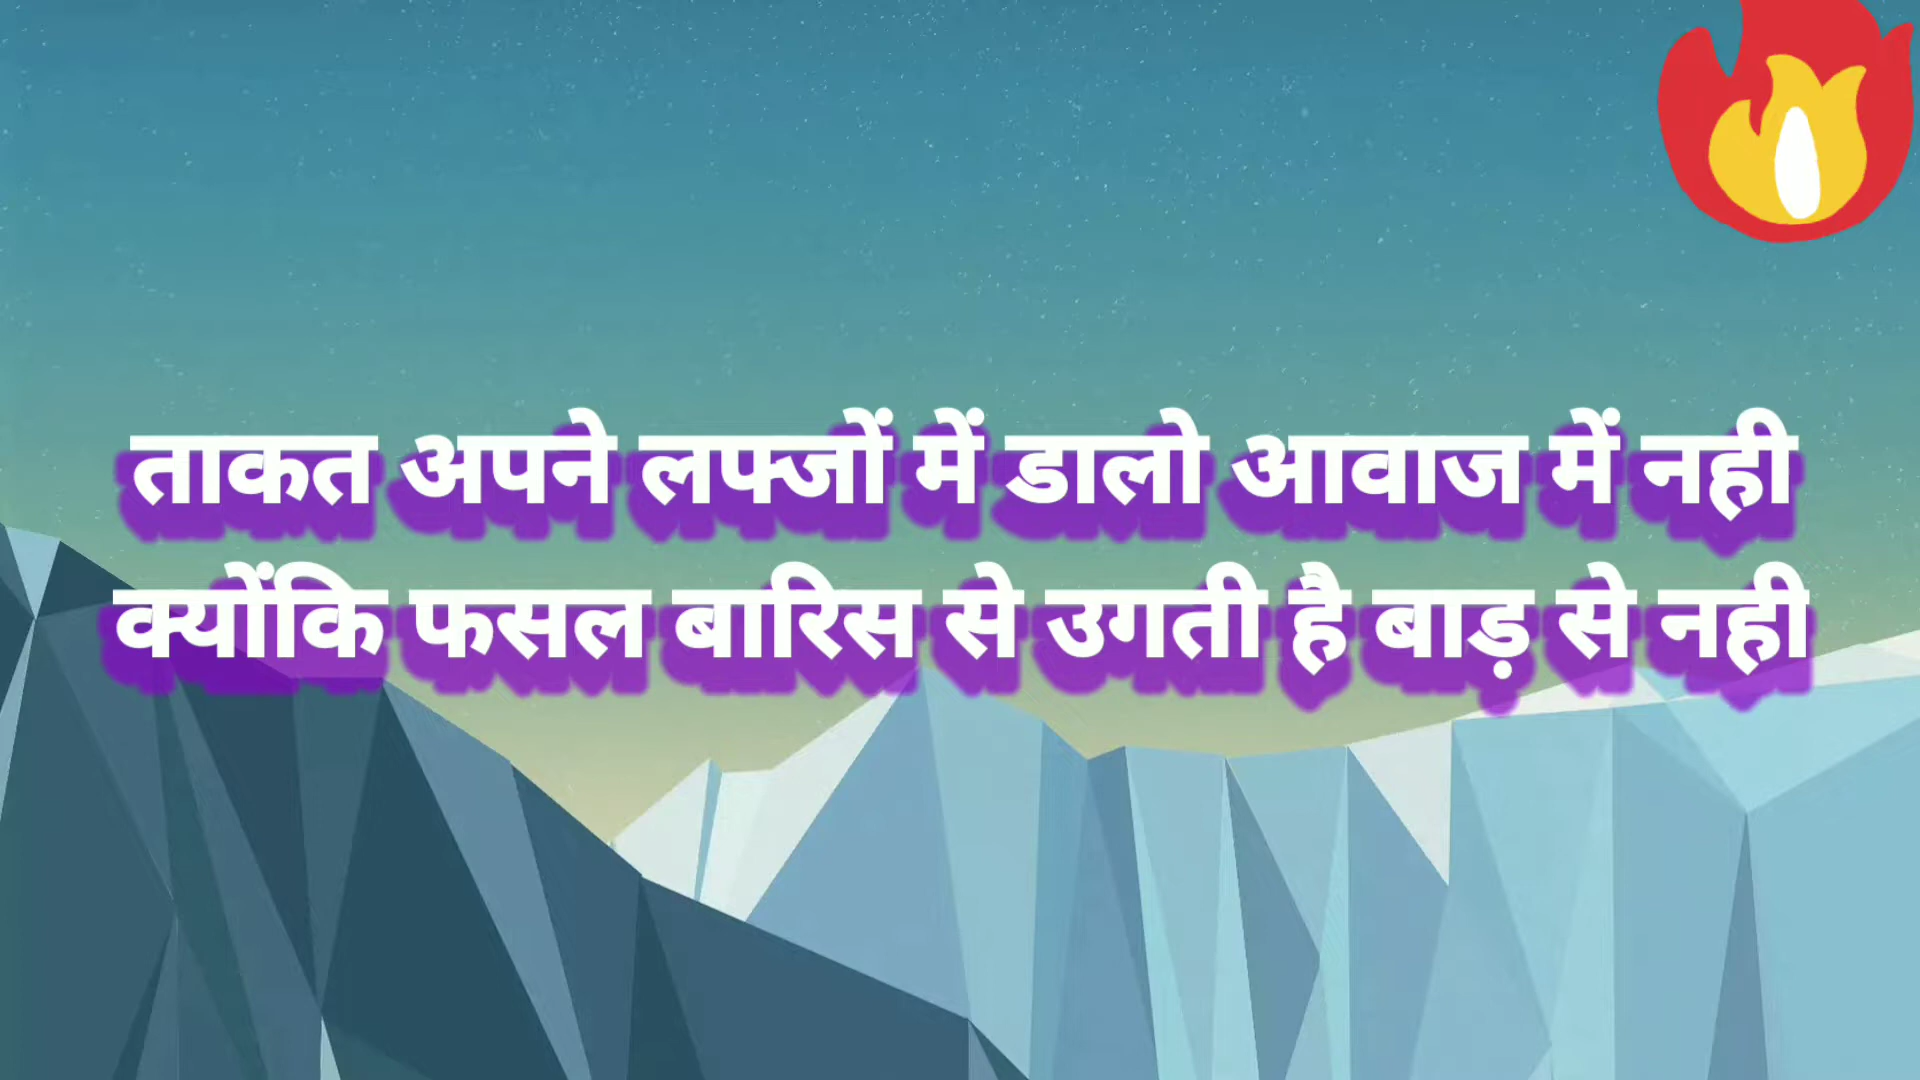 ताकत अपने लफ्जों में डालो आवाज में नही
क्योंकि फसल बारिस से उगती है बाड़ से नही